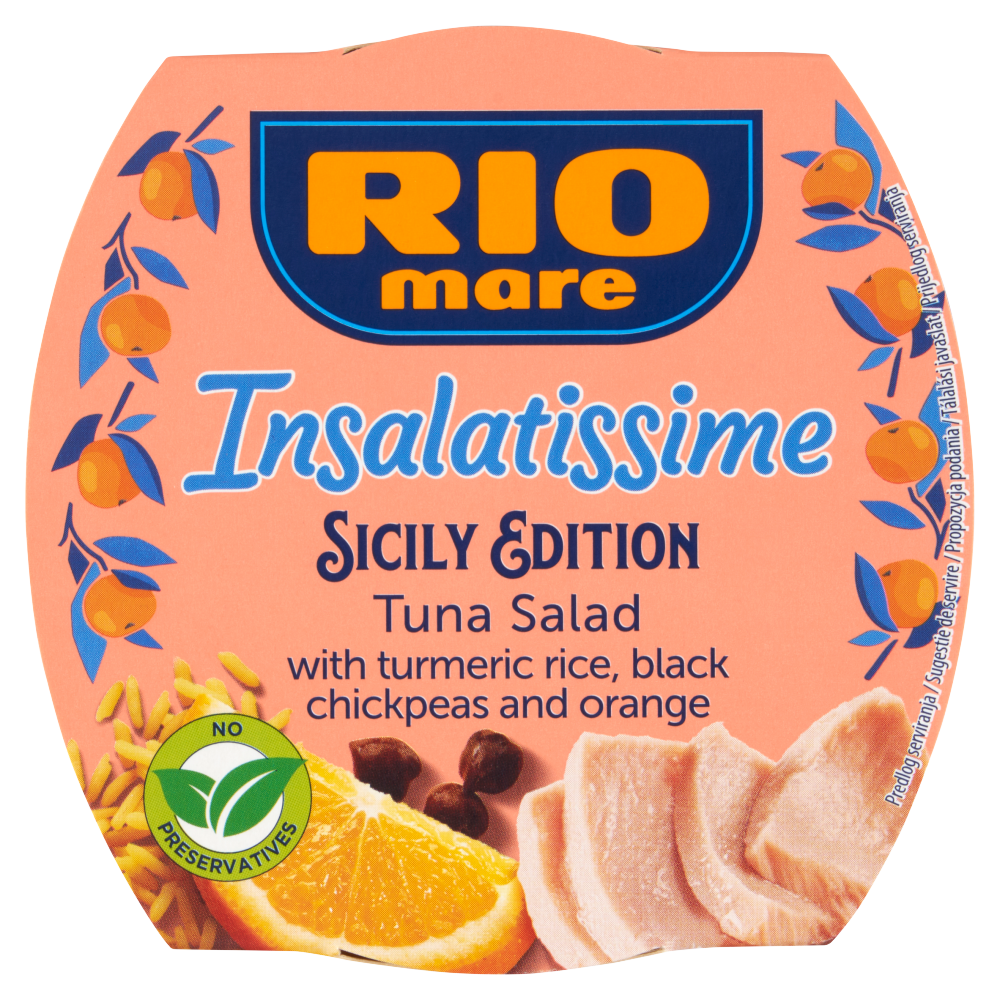 RIO
mare
Insalatissime
SICILY EDITION
Tuna Salad
with turmeric rice, black
chickpeas and orange
NO
PRESERVATIVES
Predlog serviranja / Sugestie de servire / Propozycja podania / Tálalási javaslat / Prijedlog serviranja